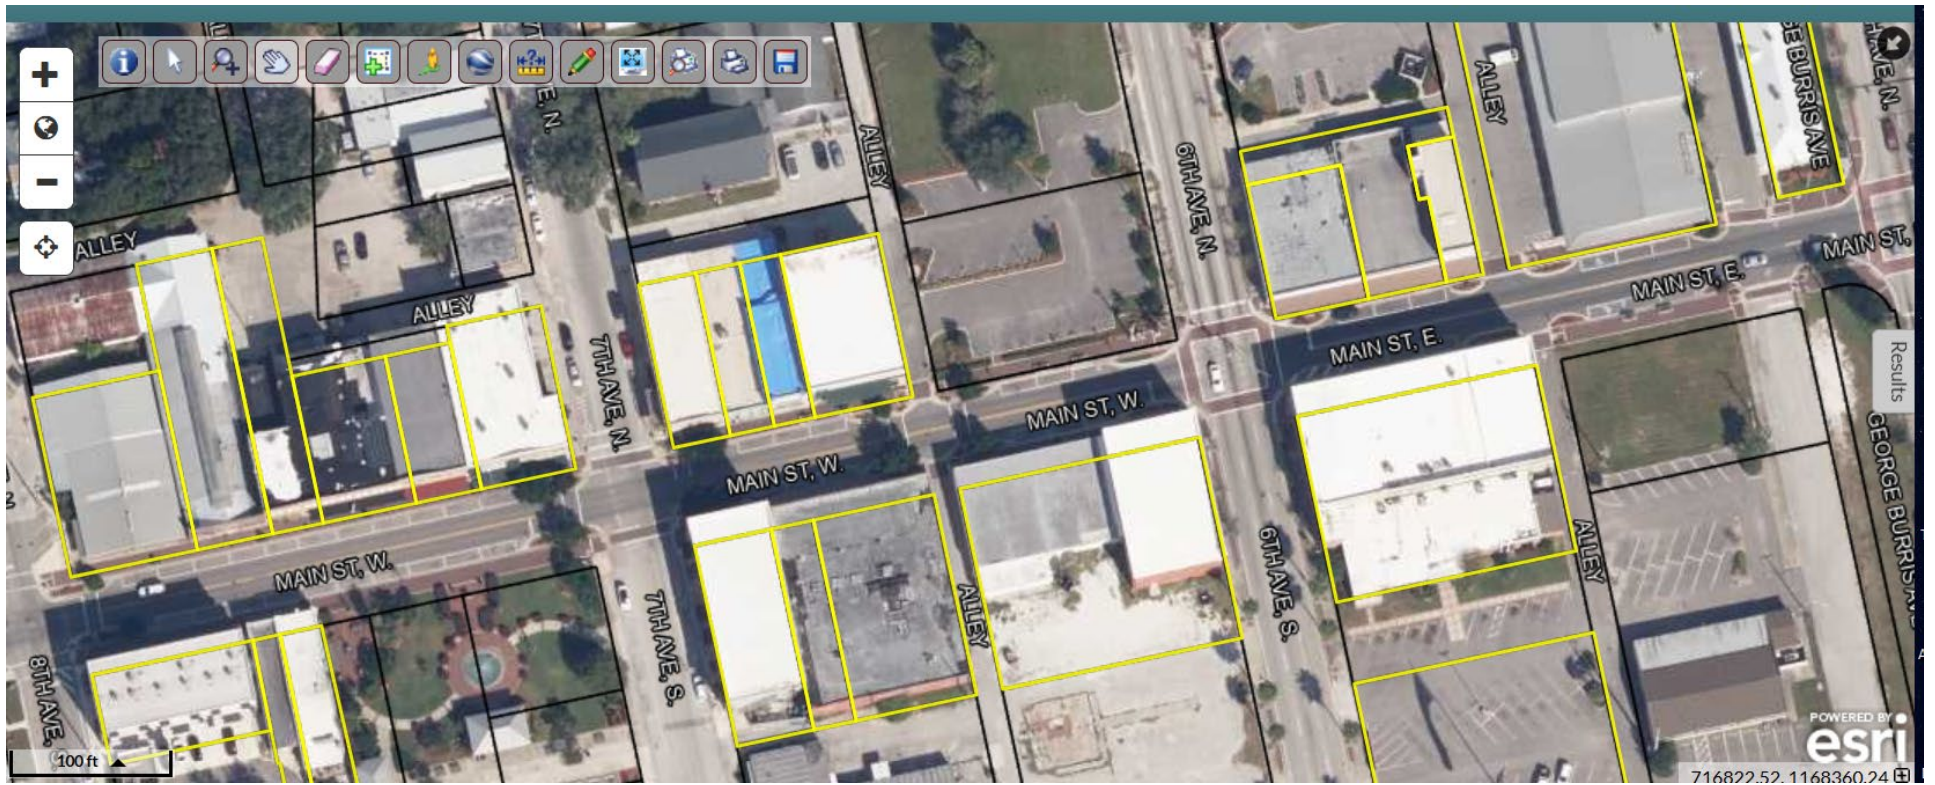 GE BURRIS AVE
HAVE, N.
E, N.
ALLEY
ALLEY
6TH AVE, N.
ALLEY
MAIN ST,
MAIN ST, E.
ALLEY
7TH AVE, N.
MAIN ST, E.
Results
MAIN ST, W.
MAIN ST, W.
GEORGE BURRIS AVE
ALLEY
6TH AVE, S.
MAIN ST, W.
ALLEY
7TH AVE, S.
8TH AVE,
POWERED BY
esri
100 ft
716822.52, 1168360.24